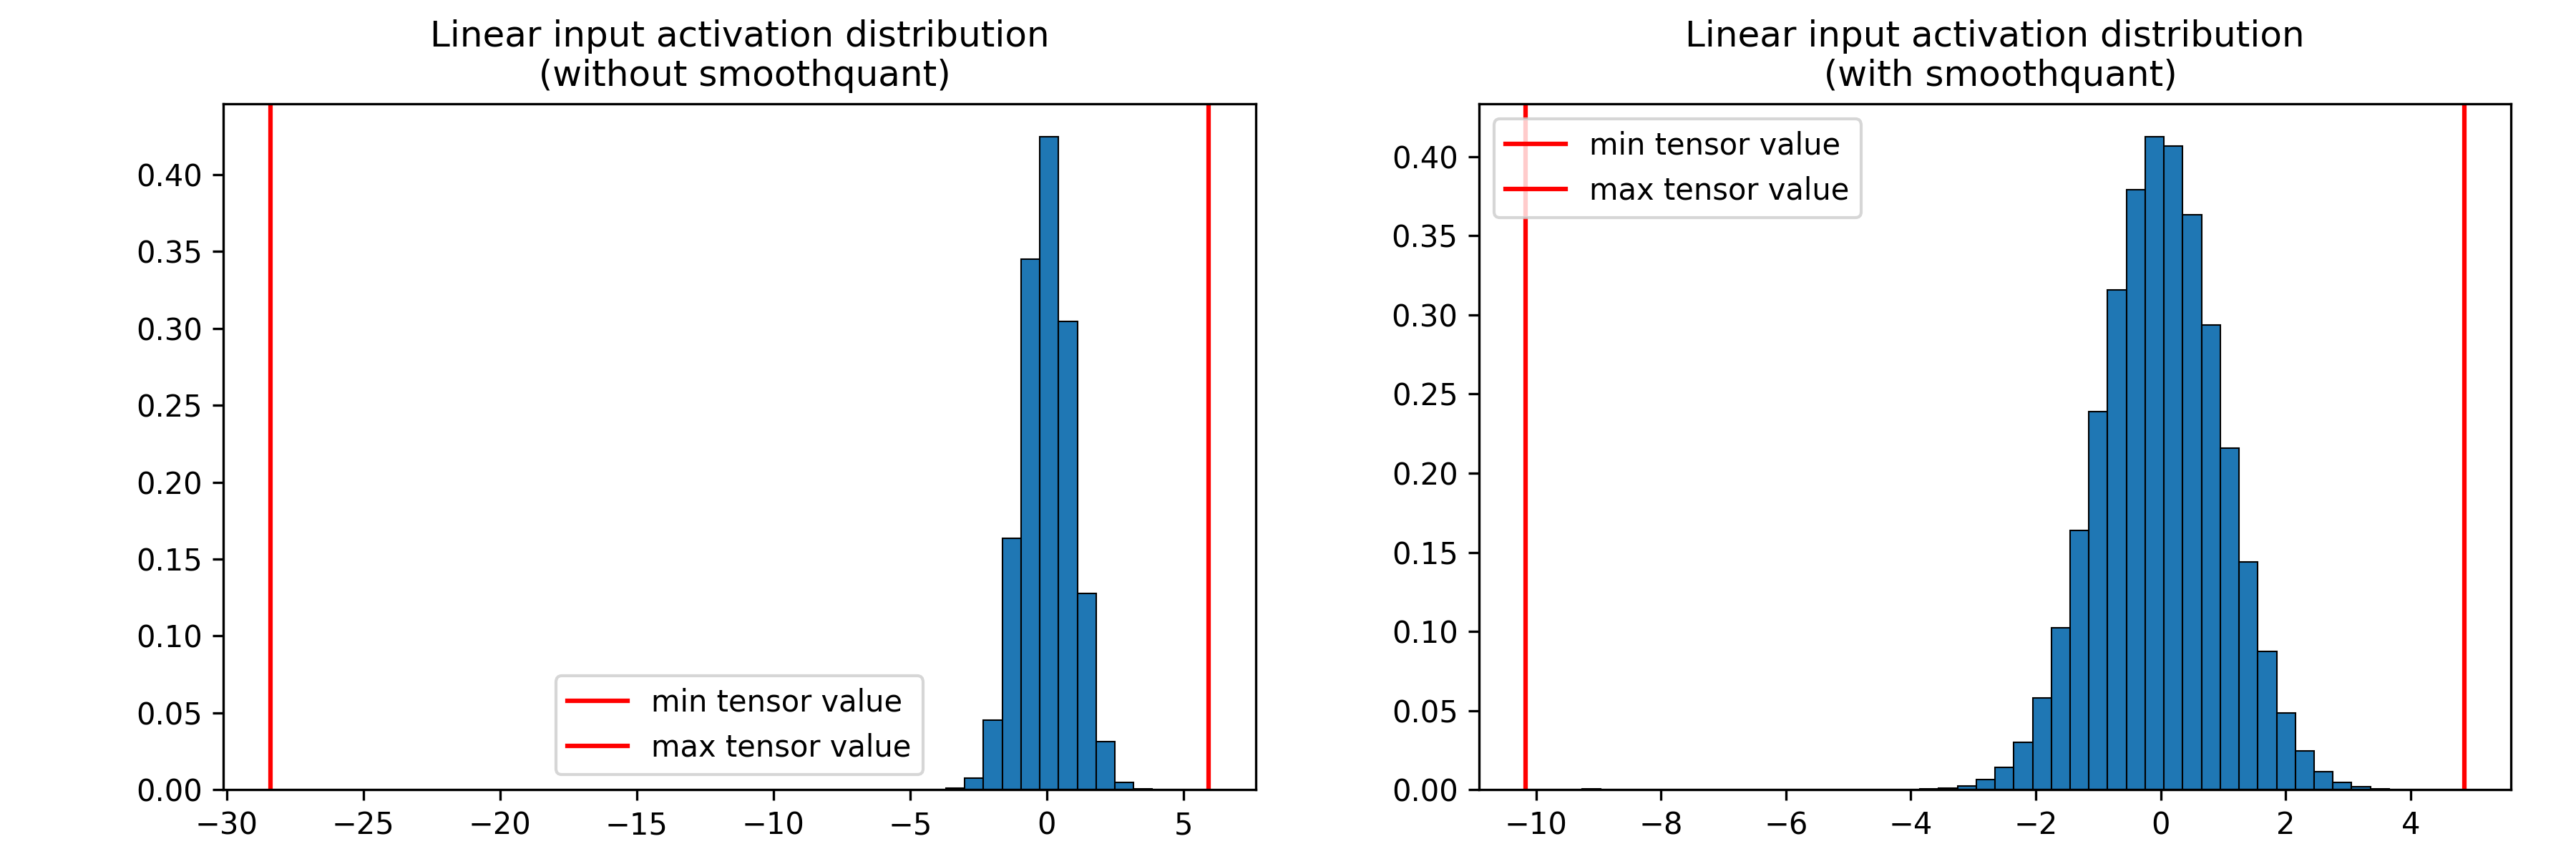 Linear input activation distribution
(without smoothquant)
0.40
0.35
0.30
0.25
0.20
0.15
0.10
0.05
0.00
min tensor value
max tensor value
−30 −25 −20 −15 −10 −5 0 5
Linear input activation distribution
(with smoothquant)
min tensor value
max tensor value
0.40
0.35
0.30
0.25
0.20
0.15
0.10
0.05
0.00
−10 −8 −6 −4 −2 0 2 4